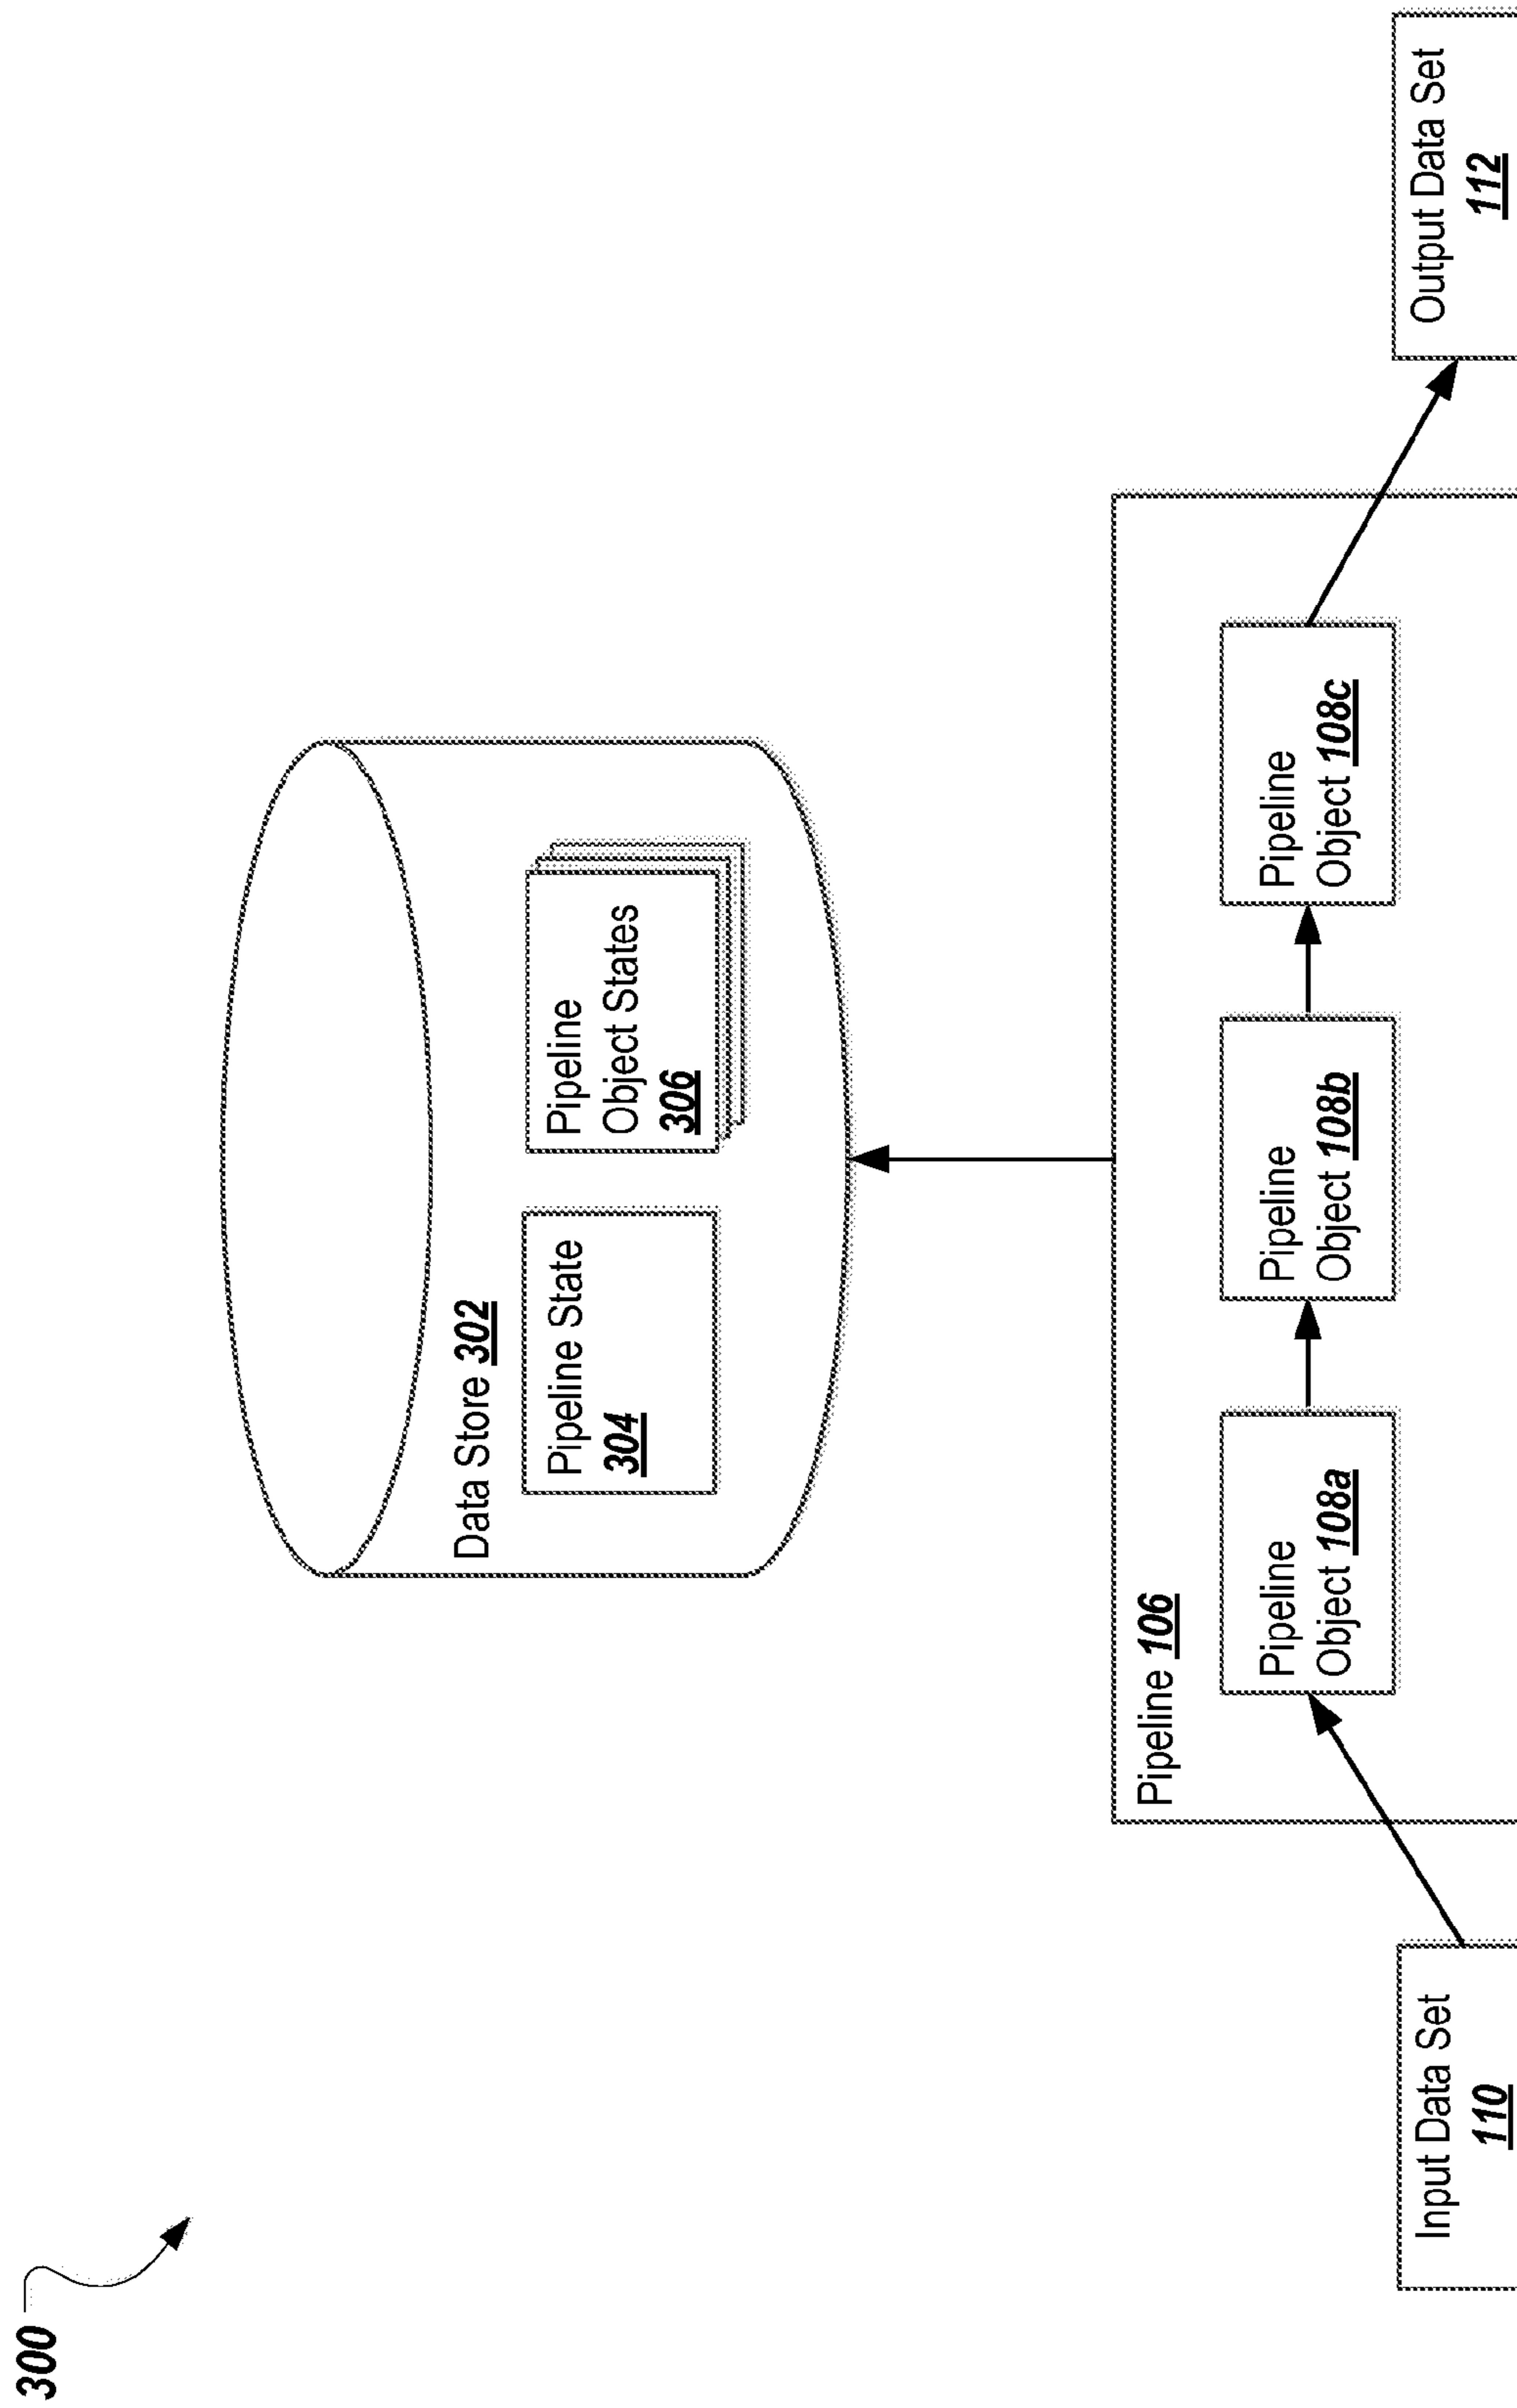 300
Data Store 302
Pipeline State
304
Pipeline
Object States
306
Pipeline 106
Pipeline
Object 108a
Pipeline
Object 108b
Pipeline
Object 108c
Input Data Set
110
Output Data Set
112